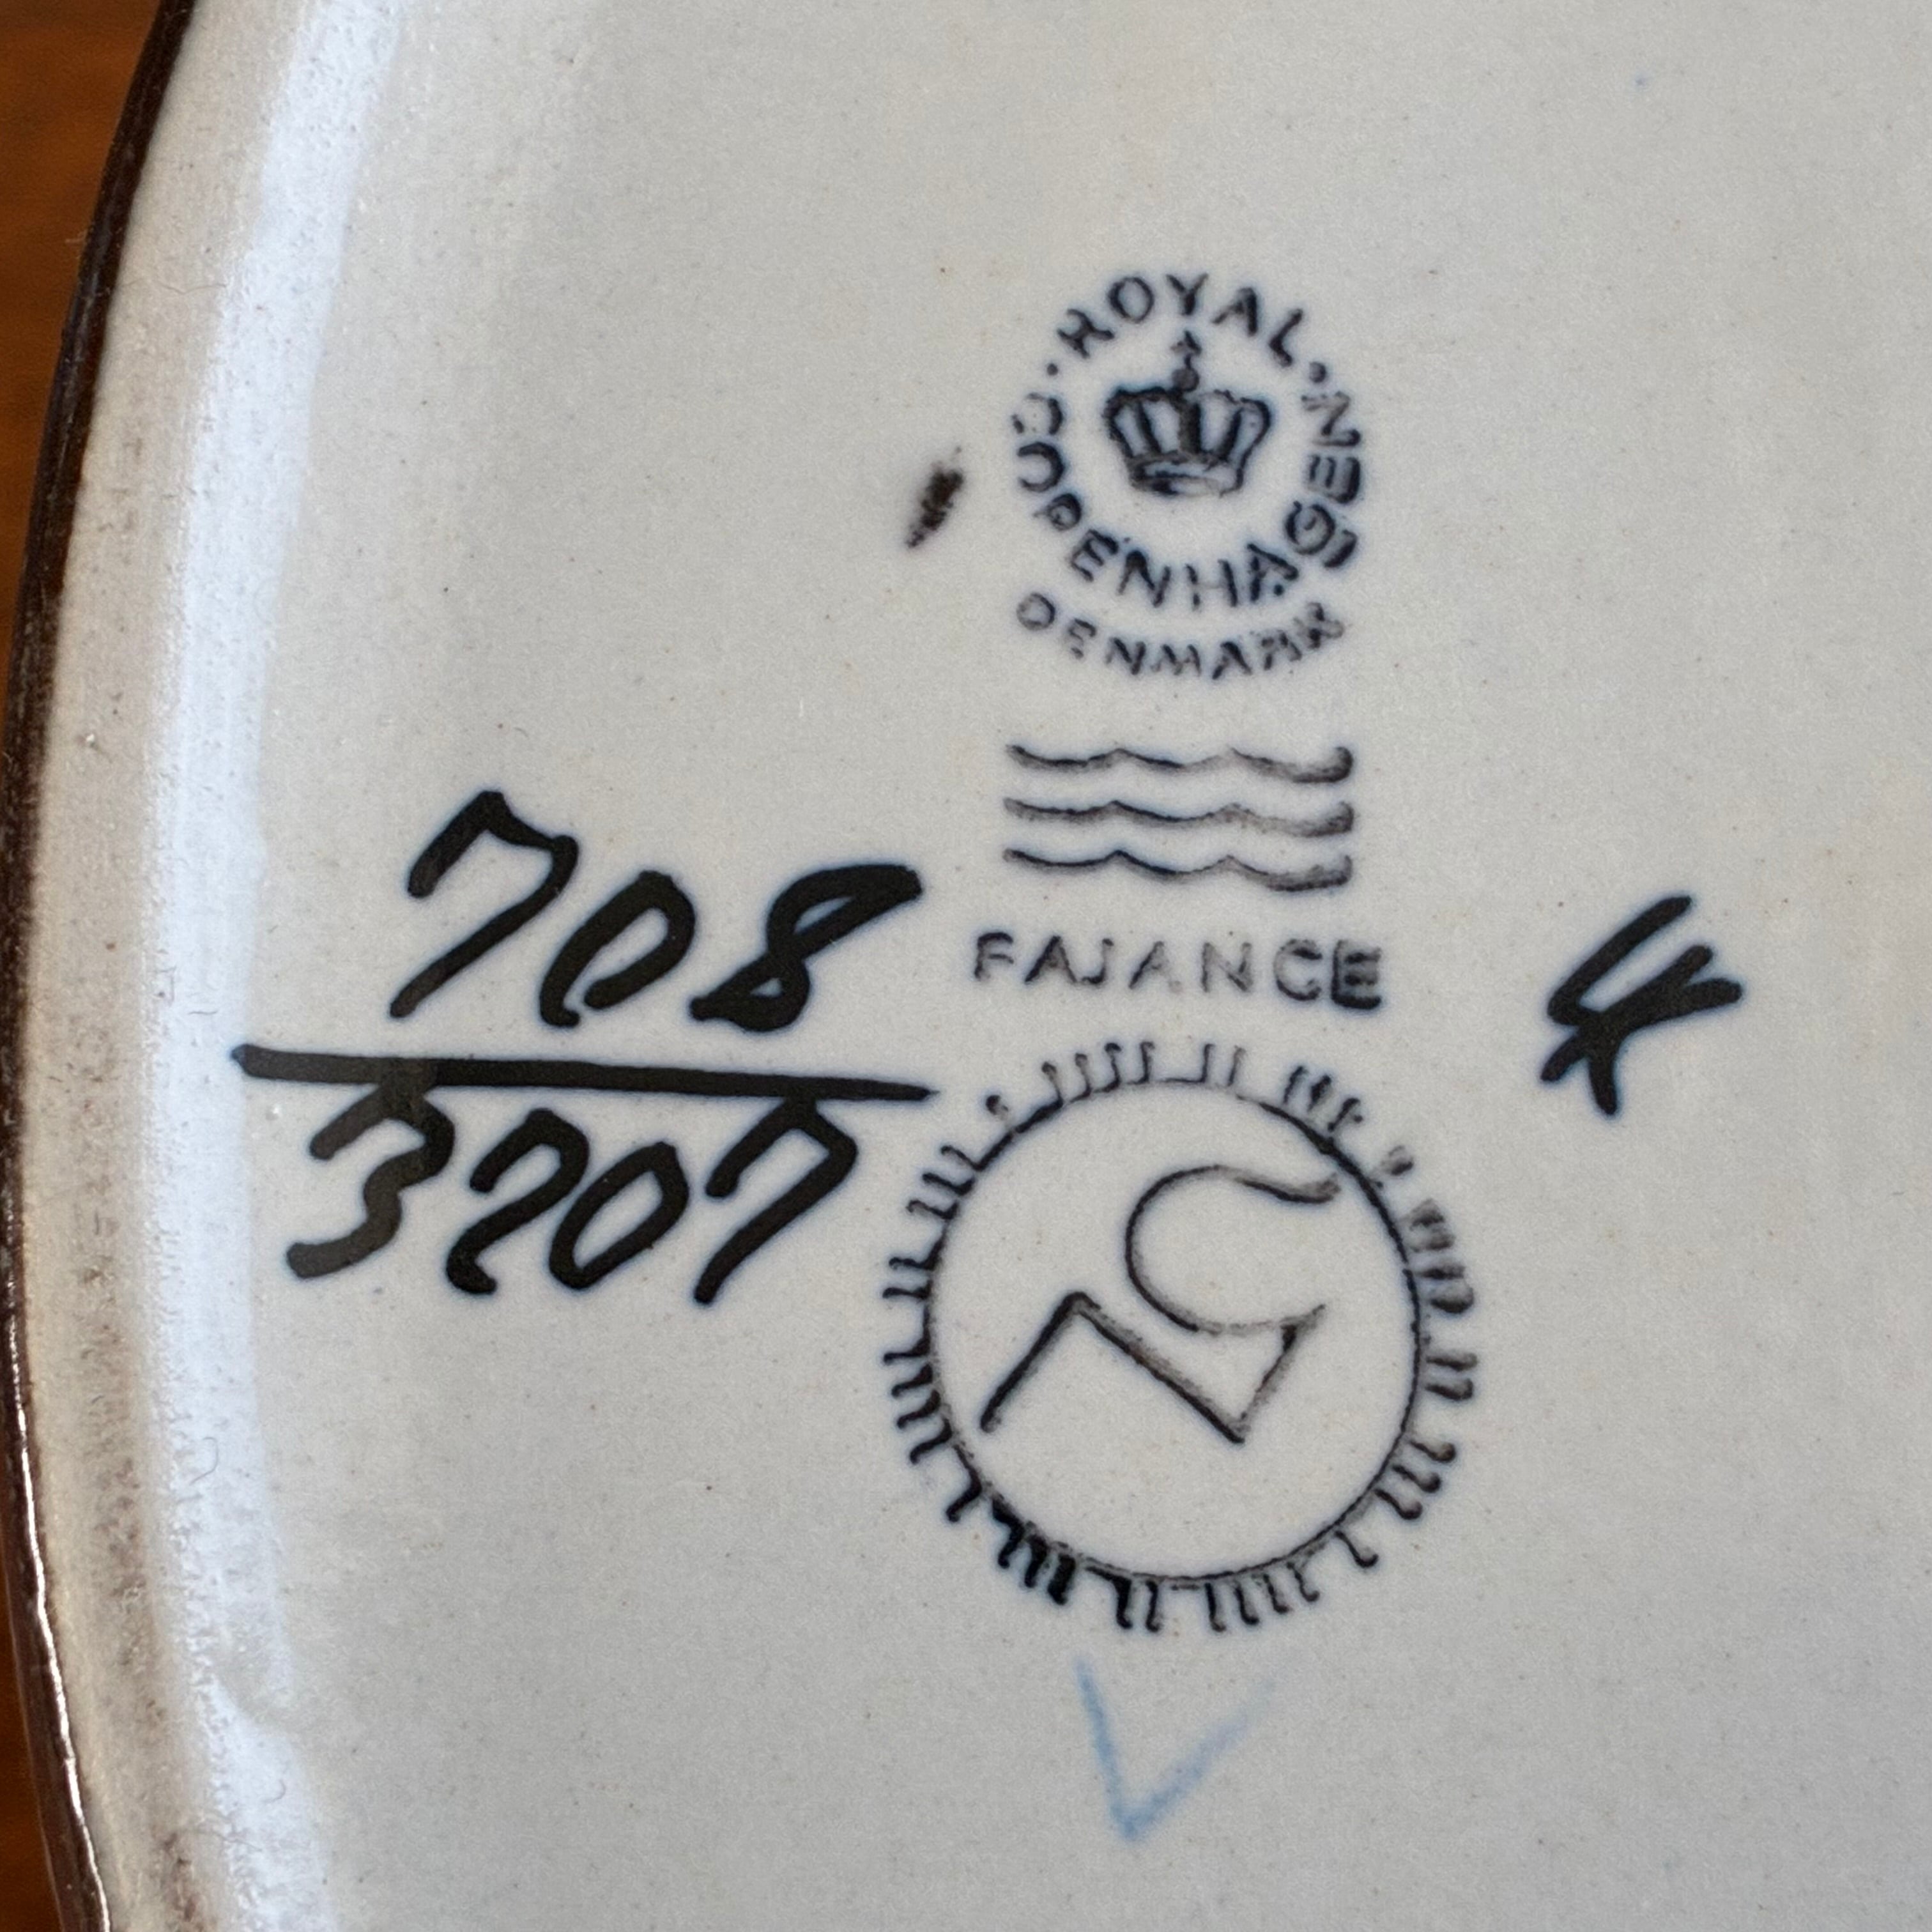 ROYAL
COPENHAGEN
DENMARK
FAJANCE
708
3207